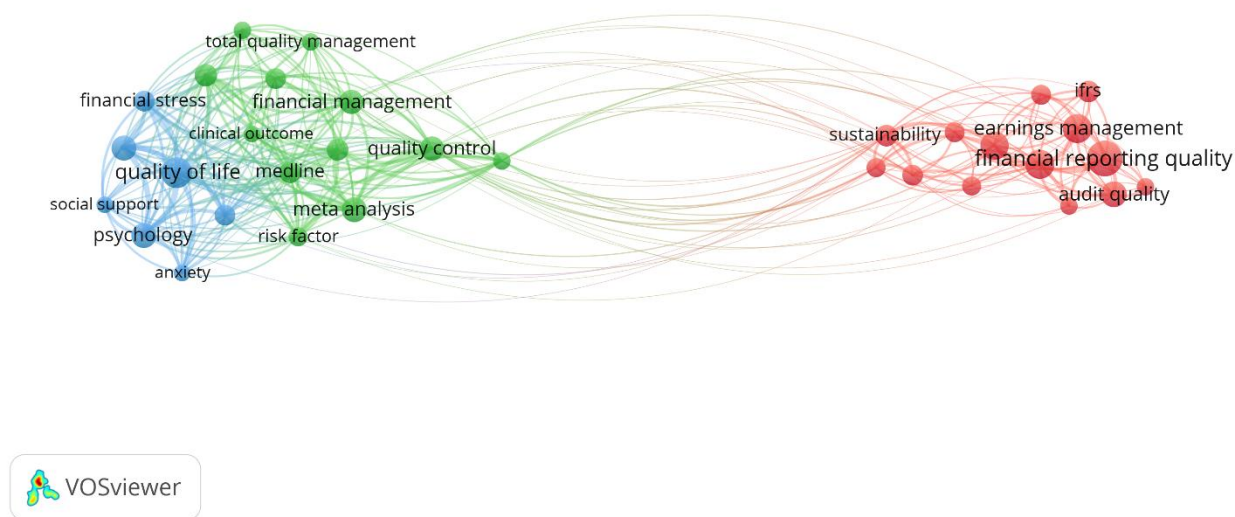 total quality management
financial stress
financial management
clinical outcome
quality control
quality of life
medline
social support
meta analysis
psychology
risk factor
anxiety
ifrs
sustainability
earnings management
financial reporting quality
audit quality
VOSviewer